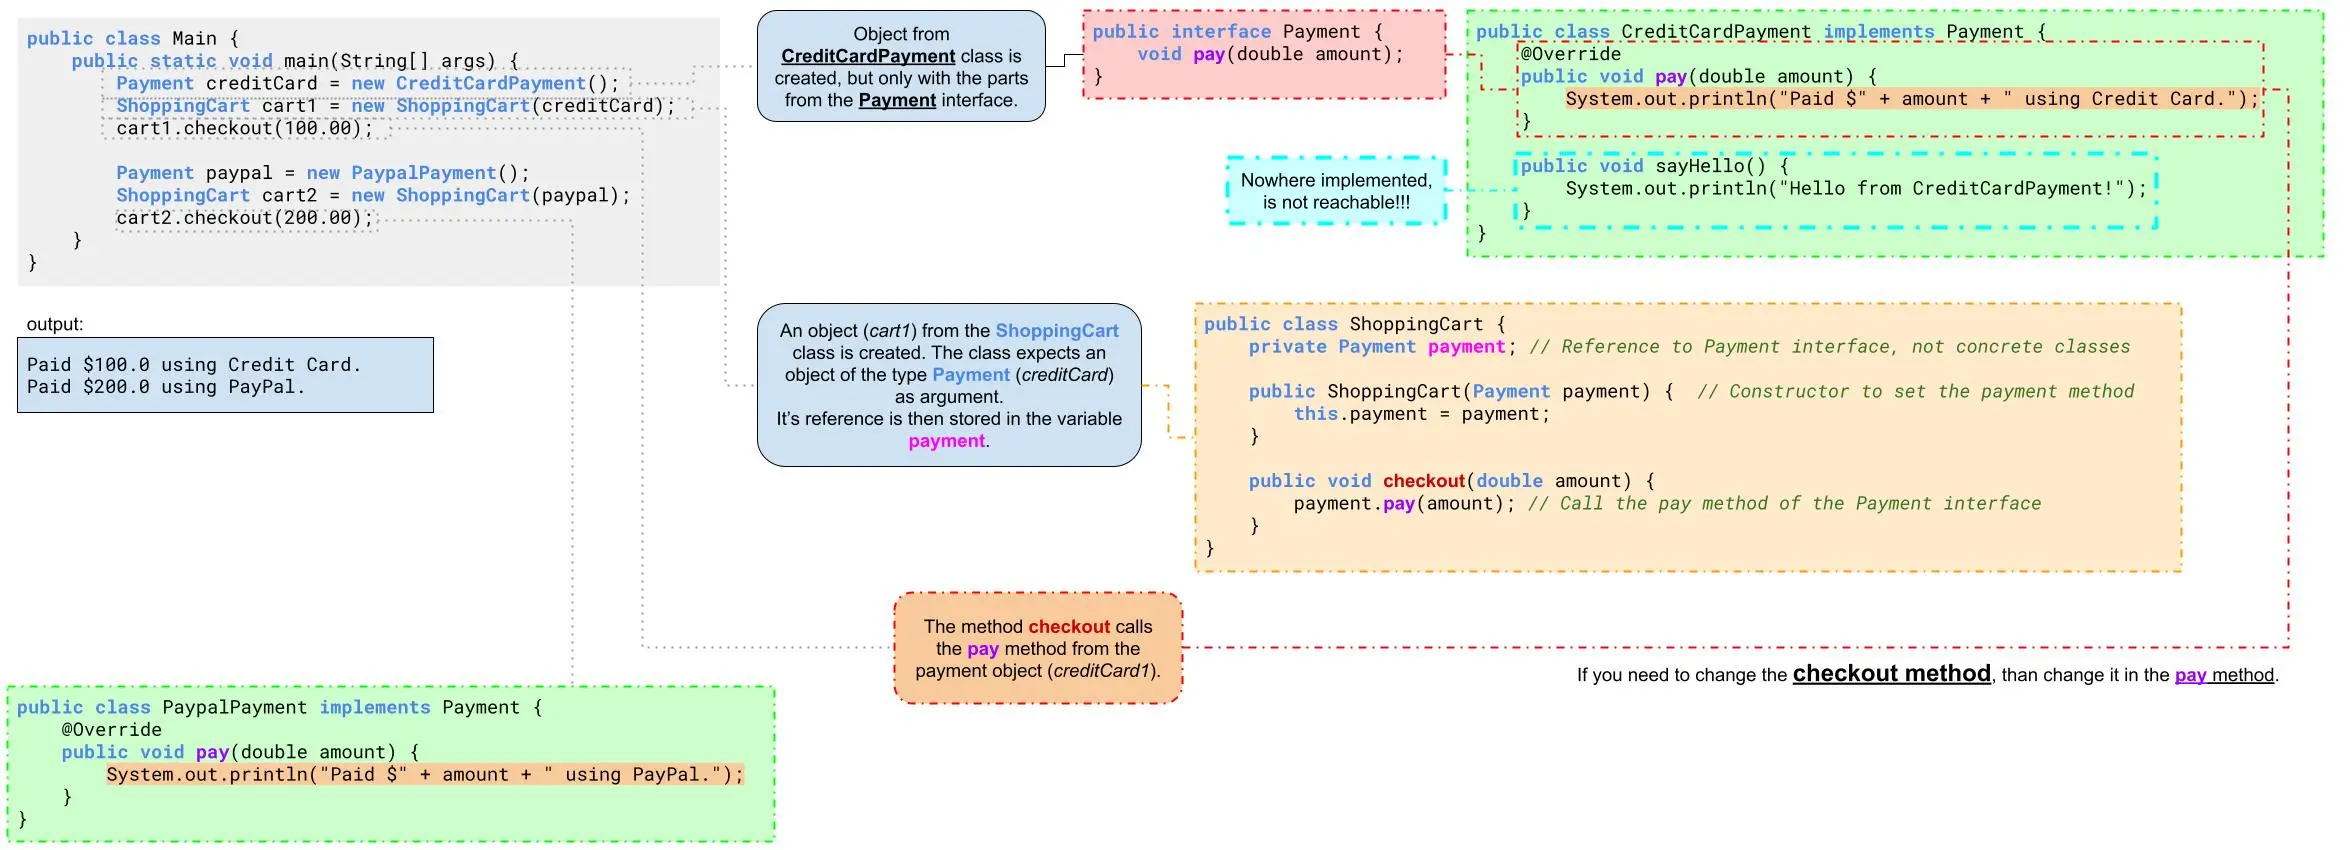 public class Main {
    public static void main(String[] args) {
        Payment creditCard = new CreditCardPayment();
        ShoppingCart cart1 = new ShoppingCart(creditCard);
        cart1.checkout(100.00);
        Payment paypal = new PaypalPayment();
        ShoppingCart cart2 = new ShoppingCart(paypal);
        cart2.checkout(200.00);
    }
}
output:
Paid $100.0 using Credit Card.
Paid $200.0 using PayPal.
Object from
CreditCardPayment class is
created, but only with the parts
from the Payment interface.
public interface Payment {
    void pay(double amount);
}
public class CreditCardPayment implements Payment {
    @Override
    public void pay(double amount) {
        System.out.println("Paid $" + amount + " using Credit Card.");
    }
    public void sayHello() {
        System.out.println("Hello from CreditCardPayment!");
    }
}
Nowhere implemented,
is not reachable!!!
An object (cart1) from the ShoppingCart
class is created. The class expects an
object of the type Payment (creditCard)
as argument.
It’s reference is then stored in the variable
payment.
public class ShoppingCart {
    private Payment payment; // Reference to Payment interface, not concrete classes
    public ShoppingCart(Payment payment) {  // Constructor to set the payment method
        this.payment = payment;
    }
    public void checkout(double amount) {
        payment.pay(amount); // Call the pay method of the Payment interface
    }
}
The method checkout calls
the pay method from the
payment object (creditCard1).
If you need to change the checkout method, than change it in the pay method.
public class PaypalPayment implements Payment {
    @Override
    public void pay(double amount) {
        System.out.println("Paid $" + amount + " using PayPal.");
    }
}